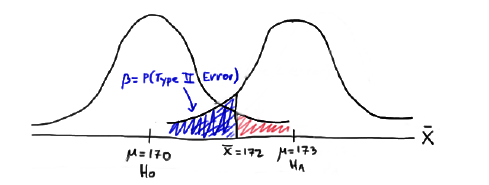 β = P(Type II Error)
X̄
μ = 170
X̄ = 172
μ = 173
H₀
Hₐ